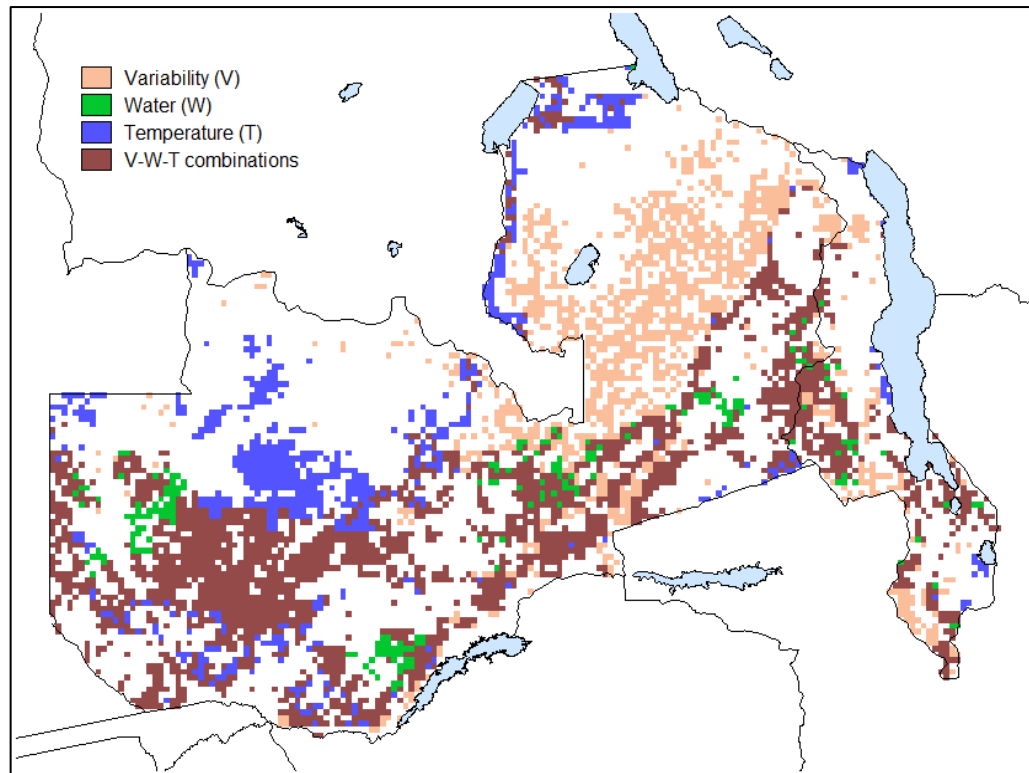 Variability (V)
Water (W)
Temperature (T)
V-W-T combinations